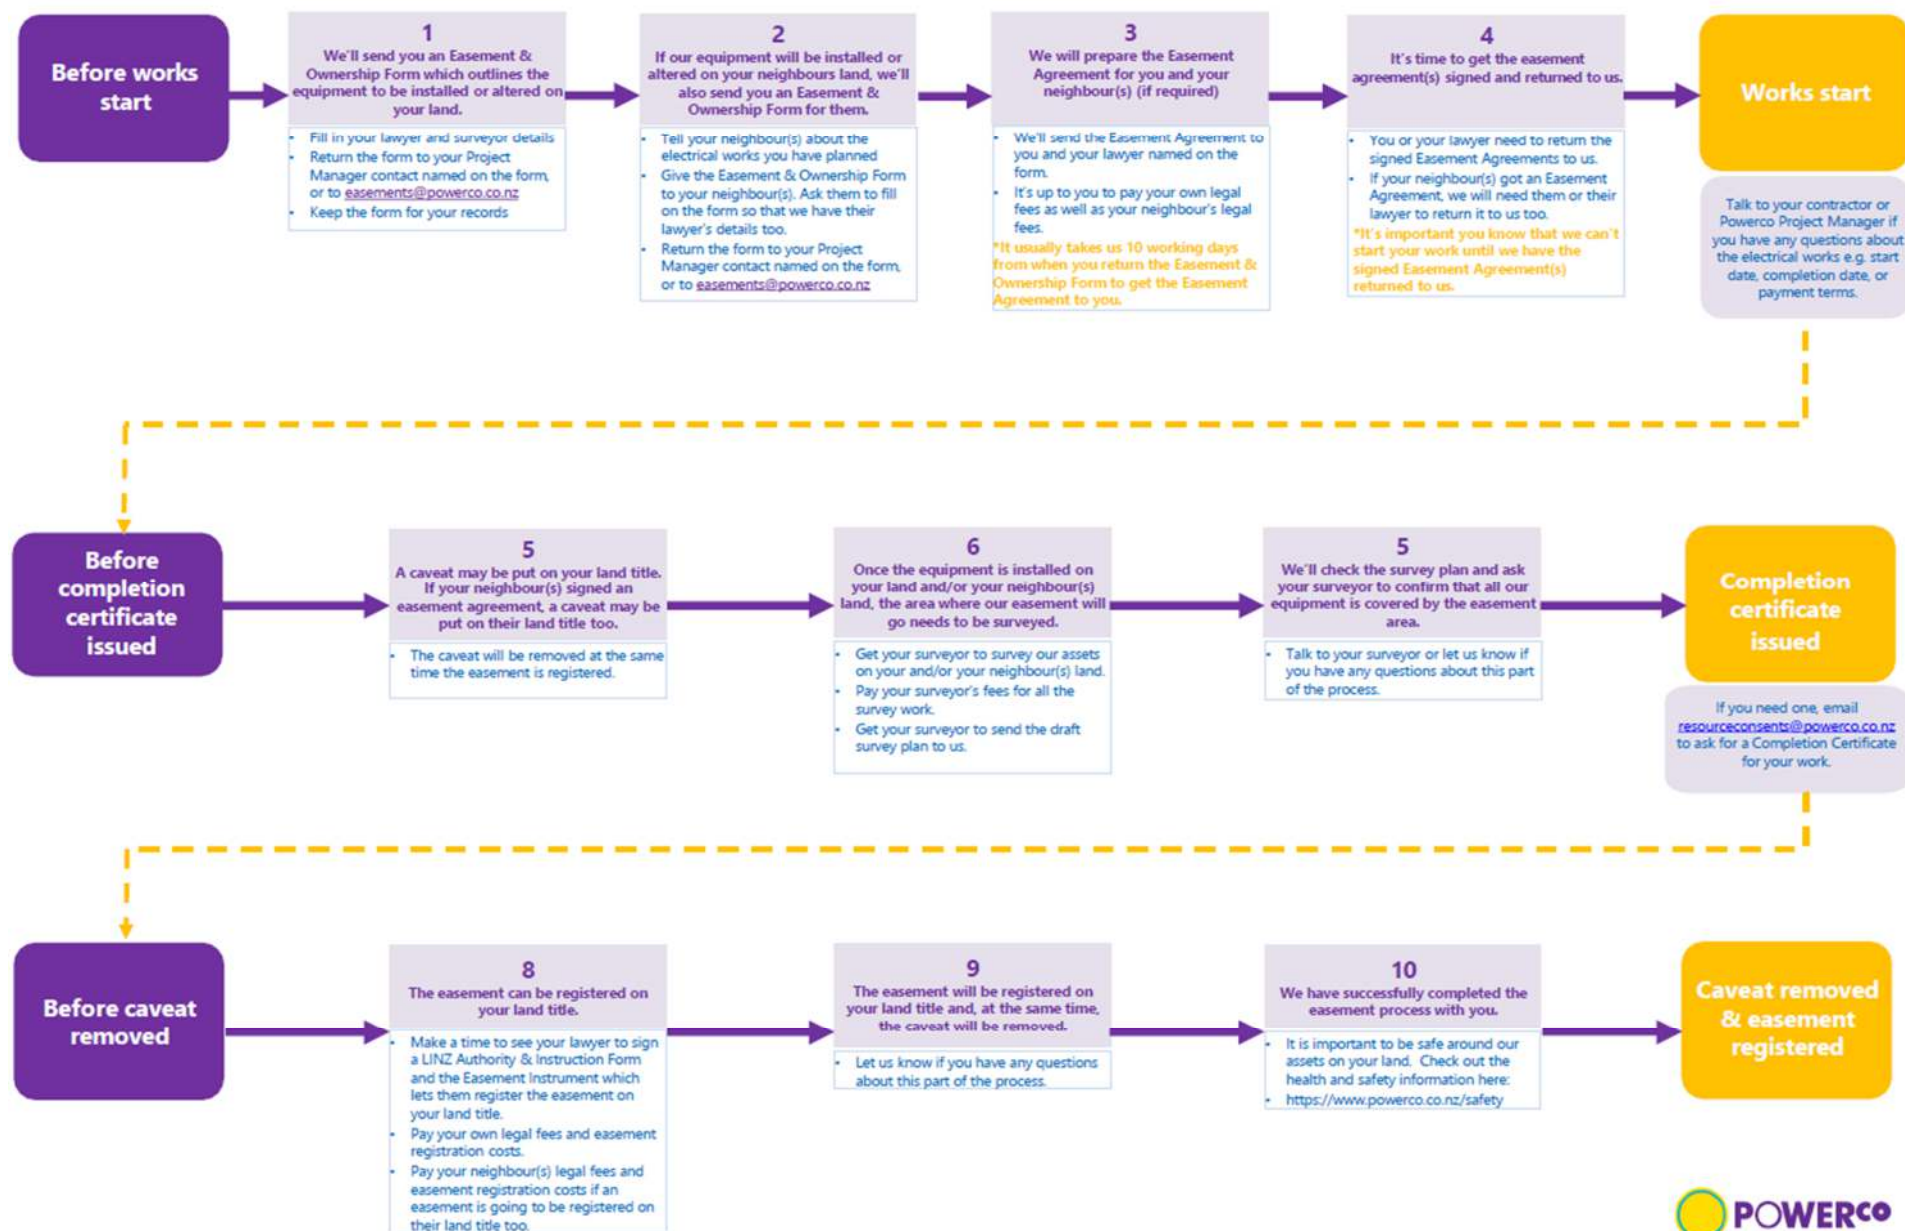 Before works
start
1
We'll send you an Easement &
Ownership Form which outlines the
equipment to be installed or altered on
your land.
• Fill in your lawyer and surveyor details
• Return the form to your Project
Manager contact named on the form,
or to easements@powerco.co.nz
• Keep the form for your records
2
If our equipment will be installed or
altered on your neighbours land, we'll
also send you an Easement &
Ownership Form for them.
• Tell your neighbour(s) about the
electrical works you have planned
• Give the Easement & Ownership Form
to your neighbour(s). Ask them to fill
on the form so that we have their
lawyer's details too.
• Return the form to your Project
Manager contact named on the form,
or to easements@powerco.co.nz
3
We will prepare the Easement
Agreement for you and your
neighbour(s) (if required)
• We'll send the Easement Agreement to
you and your lawyer named on the
form.
• It's up to you to pay your own legal
fees as well as your neighbour's legal
fees.
*It usually takes us 10 working days
from when you return the Easement &
Ownership Form to get the Easement
Agreement to you.
4
It's time to get the easement
agreement(s) signed and returned to us.
• You or your lawyer need to return the
signed Easement Agreements to us.
• If your neighbour(s) got an Easement
Agreement, we will need them or their
lawyer to return it to us too.
*It's important you know that we can't
start your work until we have the
signed Easement Agreement(s)
returned to us.
Works start
Talk to your contractor or
Powerco Project Manager if
you have any questions about
the electrical works e.g. start
date, completion date, or
payment terms.
Before
completion
certificate
issued
5
A caveat may be put on your land title.
If your neighbour(s) signed an
easement agreement, a caveat may be
put on their land title too.
• The caveat will be removed at the same
time the easement is registered.
6
Once the equipment is installed on
your land and/or your neighbour(s)
land, the area where our easement will
go needs to be surveyed.
• Get your surveyor to survey our assets
on your and/or your neighbour(s) land.
• Pay your surveyor's fees for all the
survey work.
• Get your surveyor to send the draft
survey plan to us.
5
We'll check the survey plan and ask
your surveyor to confirm that all our
equipment is covered by the easement
area.
• Talk to your surveyor or let us know if
you have any questions about this part
of the process.
Completion
certificate
issued
If you need one, email
resourceconsents@powerco.co.nz
to ask for a Completion Certificate
for your work.
Before caveat
removed
8
The easement can be registered on
your land title.
• Make a time to see your lawyer to sign
a LINZ Authority & Instruction Form
and the Easement Instrument which
lets them register the easement on
your land title.
• Pay your own legal fees and easement
registration costs.
• Pay your neighbour(s) legal fees and
easement registration costs if an
easement is going to be registered on
their land title too.
9
The easement will be registered on
your land title and, at the same time,
the caveat will be removed.
• Let us know if you have any questions
about this part of the process.
10
We have successfully completed the
easement process with you.
• It is important to be safe around our
assets on your land. Check out the
health and safety information here:
• https://www.powerco.co.nz/safety
Caveat removed
& easement
registered
POWERCO